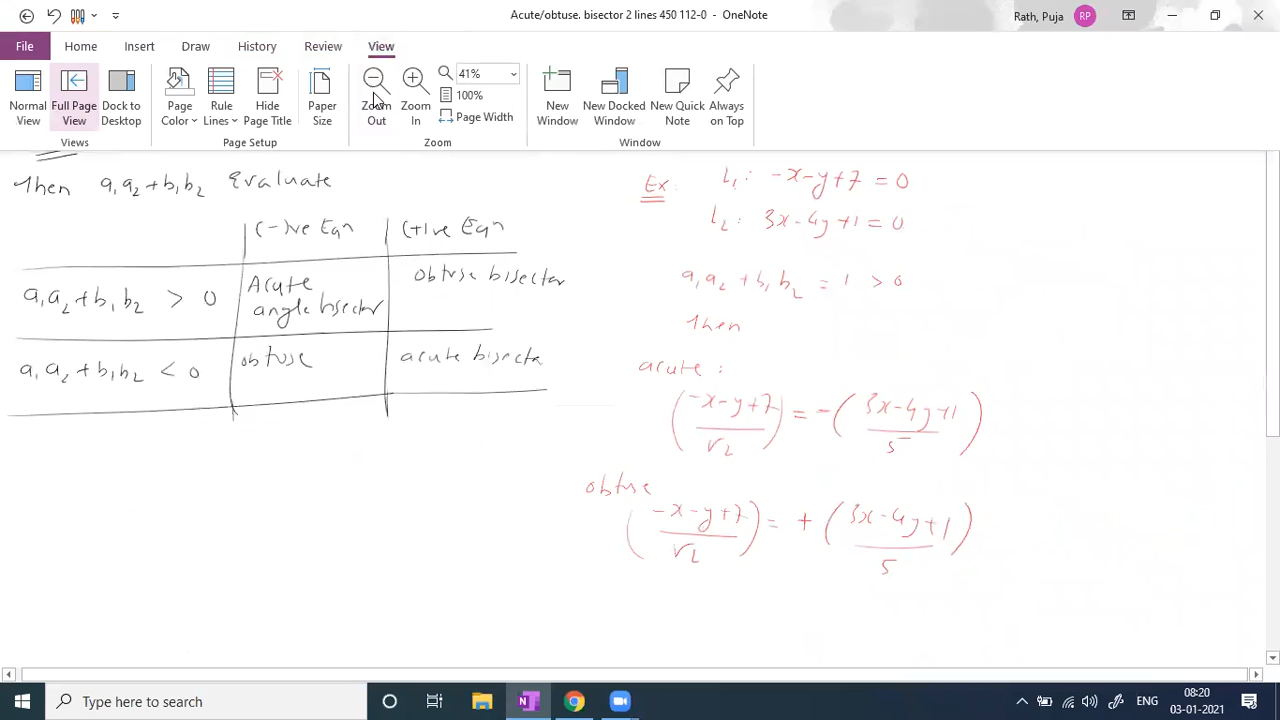 Acute/obtuse. bisector 2 lines 450 112-0 - OneNote
Rath, Puja
RP
File Home Insert Draw History Review View
Normal View
Full Page View
Dock to Desktop
Page Color
Rule Lines
Hide Page Title
Paper Size
Zoom Out
Zoom In
41%
100%
Page Width
New Window
New Docked Window
New Quick Note
Always on Top
Views Page Setup Zoom Window
Then a₁a₂+b₁b₂ Evaluate
(-)ve Eqn (+)ve Eqn
a₁a₂+b₁b₂ > 0 Acute angle bisector obtuse bisector
a₁a₂+b₁b₂ < 0 obtuse acute bisecta
Ex: L₁: -x-y+7 = 0
L₂: 3x-4y+1 = 0
a₁a₂+b₁b₂ = 1 > 0
Then
acute :
((-x-y+7)/√2) = -((3x-4y+1)/5)
obtuse
((-x-y+7)/√2) = +((3x-4y+1)/5)
Type here to search
N
ENG
08:20
03-01-2021